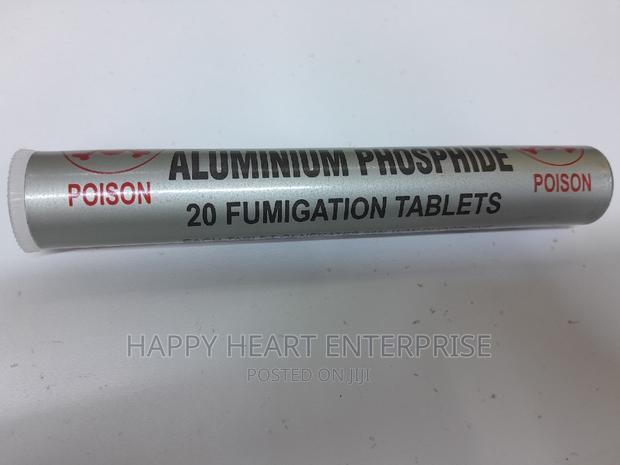 ALUMINIUM PHOSPHIDE
POISON
POISON
20 FUMIGATION TABLETS
HAPPY HEART ENTERPRISE
POSTED ON JIJI